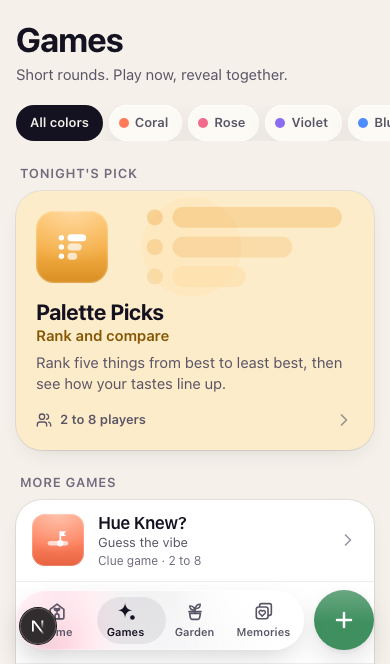 Games
Short rounds. Play now, reveal together.
All colors
Coral
Rose
Violet
TONIGHT'S PICK
Palette Picks
Rank and compare
Rank five things from best to least best, then
see how your tastes line up.
2 to 8 players
MORE GAMES
Hue Knew?
Guess the vibe
Clue game · 2 to 8
N
Games
Garden
Memories